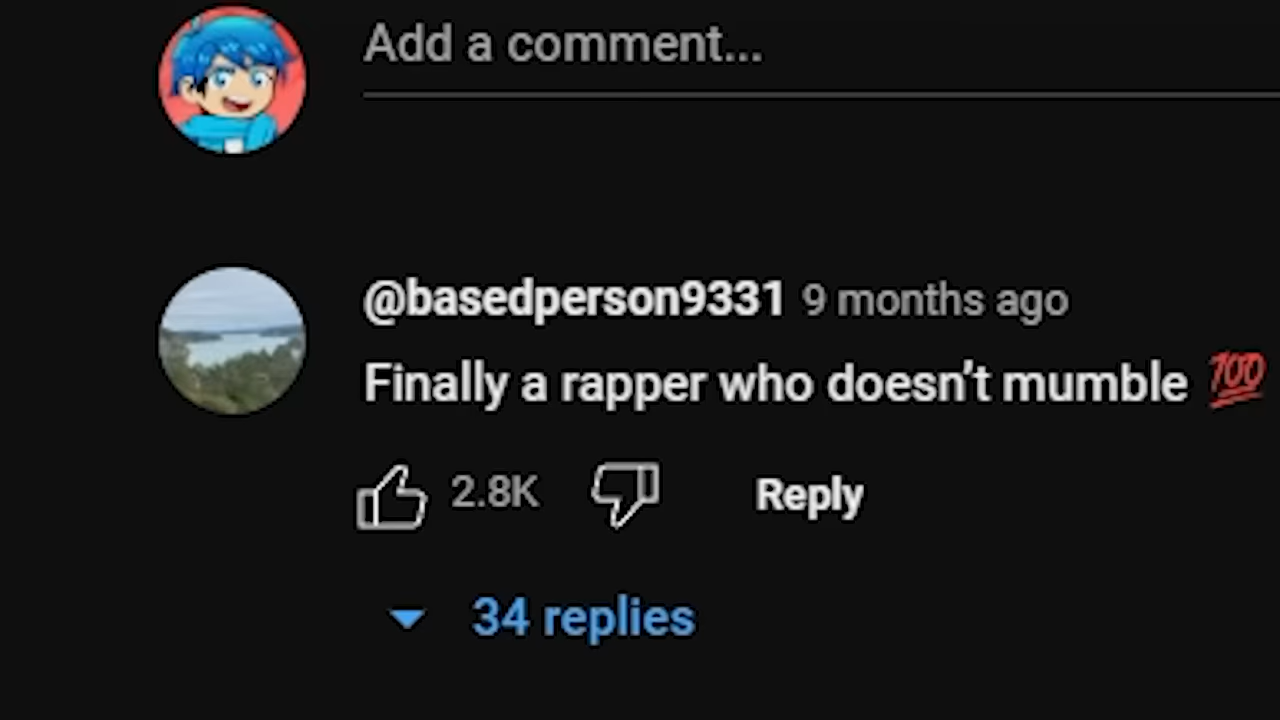 Add a comment...
@basedperson9331 9 months ago
Finally a rapper who doesn't mumble 💯
2.8K Reply
34 replies